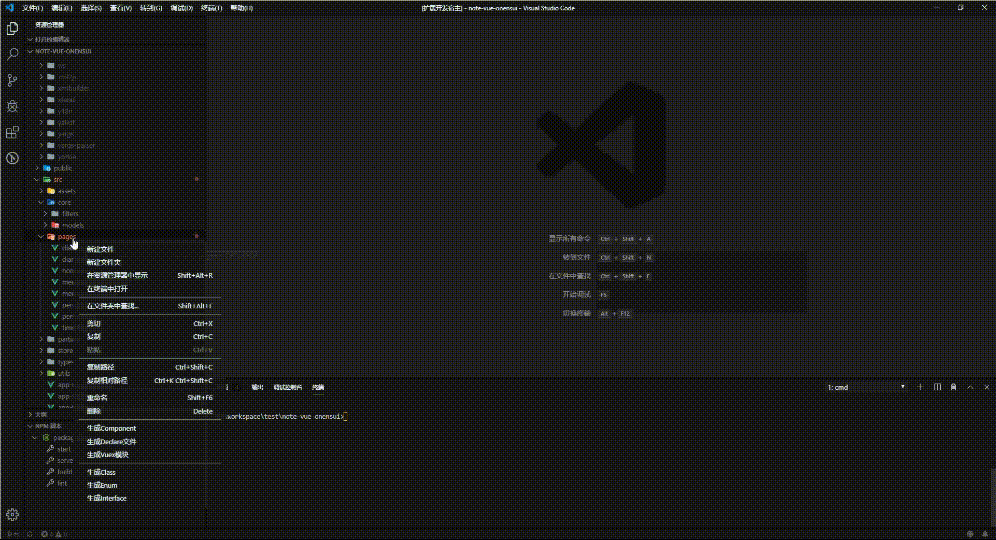 文件(F) 编辑(E) 选择(S) 查看(V) 转到(G) 调试(D) 终端(T) 帮助(H)
[扩展开发宿主] - note-vue-onensui - Visual Studio Code
资源管理器
打开的编辑器
NOTE-VUE-ONENSUI
public
src
assets
core
filters
models
pages
store
types
utils
大纲
NPM 脚本
start
serve
build
lint
新建文件
新建文件夹
在资源管理器中显示 Shift+Alt+R
在终端中打开
在文件夹中查找... Shift+Alt+F
剪切 Ctrl+X
复制 Ctrl+C
粘贴 Ctrl+V
复制路径 Ctrl+Shift+C
复制相对路径 Ctrl+K Ctrl+Shift+C
重命名 Shift+F6
删除 Delete
生成Component
生成Declare文件
生成Vuex模块
生成Class
生成Enum
生成Interface
显示所有命令 Ctrl + Shift + A
转到文件 Ctrl + Shift + N
在文件中查找 Ctrl + Shift + F
开始调试 F5
切换终端 Alt + F12
输出 调试控制台 终端
1: cmd
workspace\test\note-vue-onensui>